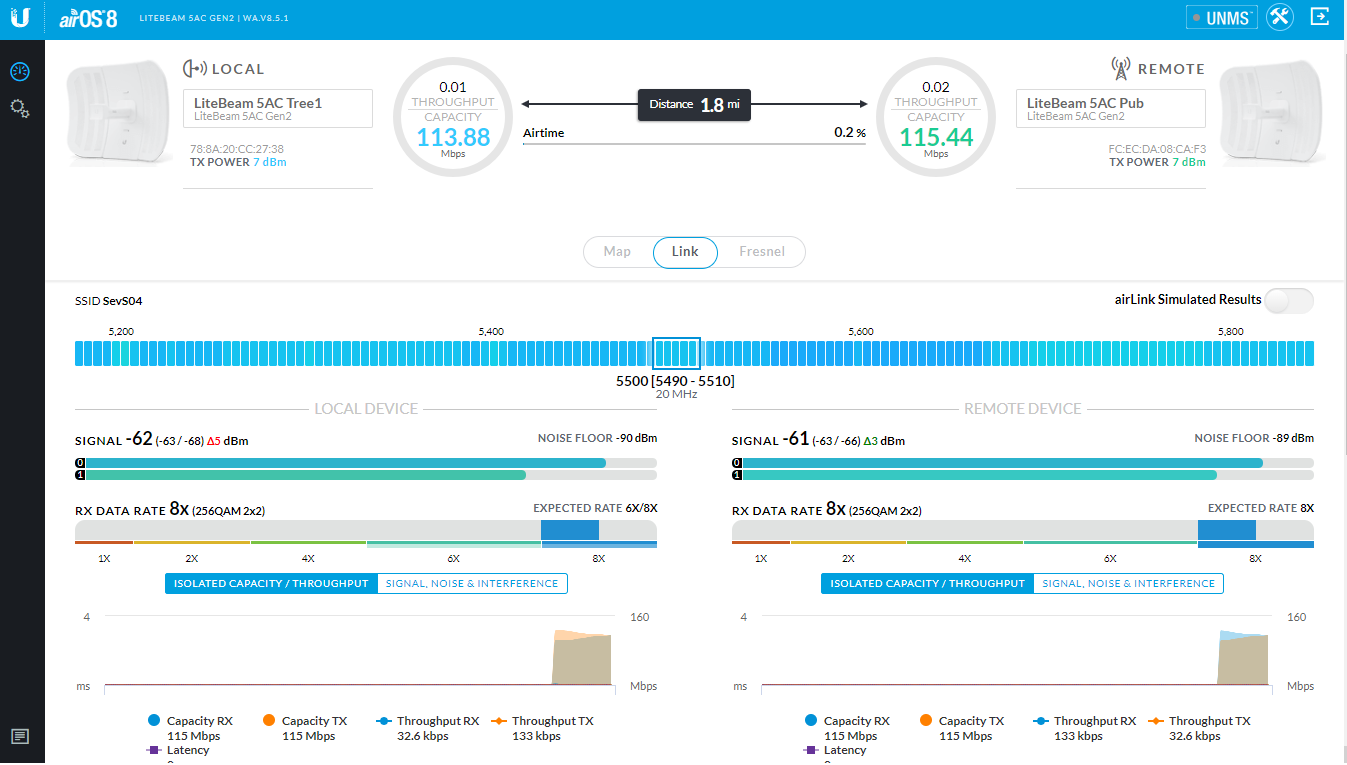 U airOS 8 LITEBEAM 5AC GEN2 | WA.V8.5.1 UNMS
LOCAL
LiteBeam 5AC Tree1
LiteBeam 5AC Gen2
78:8A:20:CC:27:38
TX POWER 7 dBm
0.01
THROUGHPUT
CAPACITY
113.88
Mbps
Distance 1.8 mi
Airtime 0.2 %
0.02
THROUGHPUT
CAPACITY
115.44
Mbps
REMOTE
LiteBeam 5AC Pub
LiteBeam 5AC Gen2
FC:EC:DA:08:CA:F3
TX POWER 7 dBm
Map Link Fresnel
SSID SevS04 airLink Simulated Results
5,200 5,400 5,600 5,800
5500 [5490 - 5510]
20 MHz
LOCAL DEVICE
SIGNAL -62 (-63 / -68) Δ5 dBm NOISE FLOOR -90 dBm
0
1
RX DATA RATE 8X (256QAM 2x2) EXPECTED RATE 6X/8X
1X 2X 4X 6X 8X
ISOLATED CAPACITY / THROUGHPUT SIGNAL, NOISE & INTERFERENCE
4 160
ms Mbps
Capacity RX Capacity TX Throughput RX Throughput TX
115 Mbps 115 Mbps 32.6 kbps 133 kbps
Latency
REMOTE DEVICE
SIGNAL -61 (-63 / -66) Δ3 dBm NOISE FLOOR -89 dBm
0
1
RX DATA RATE 8X (256QAM 2x2) EXPECTED RATE 8X
1X 2X 4X 6X 8X
ISOLATED CAPACITY / THROUGHPUT SIGNAL, NOISE & INTERFERENCE
4 160
ms Mbps
Capacity RX Capacity TX Throughput RX Throughput TX
115 Mbps 115 Mbps 133 kbps 32.6 kbps
Latency